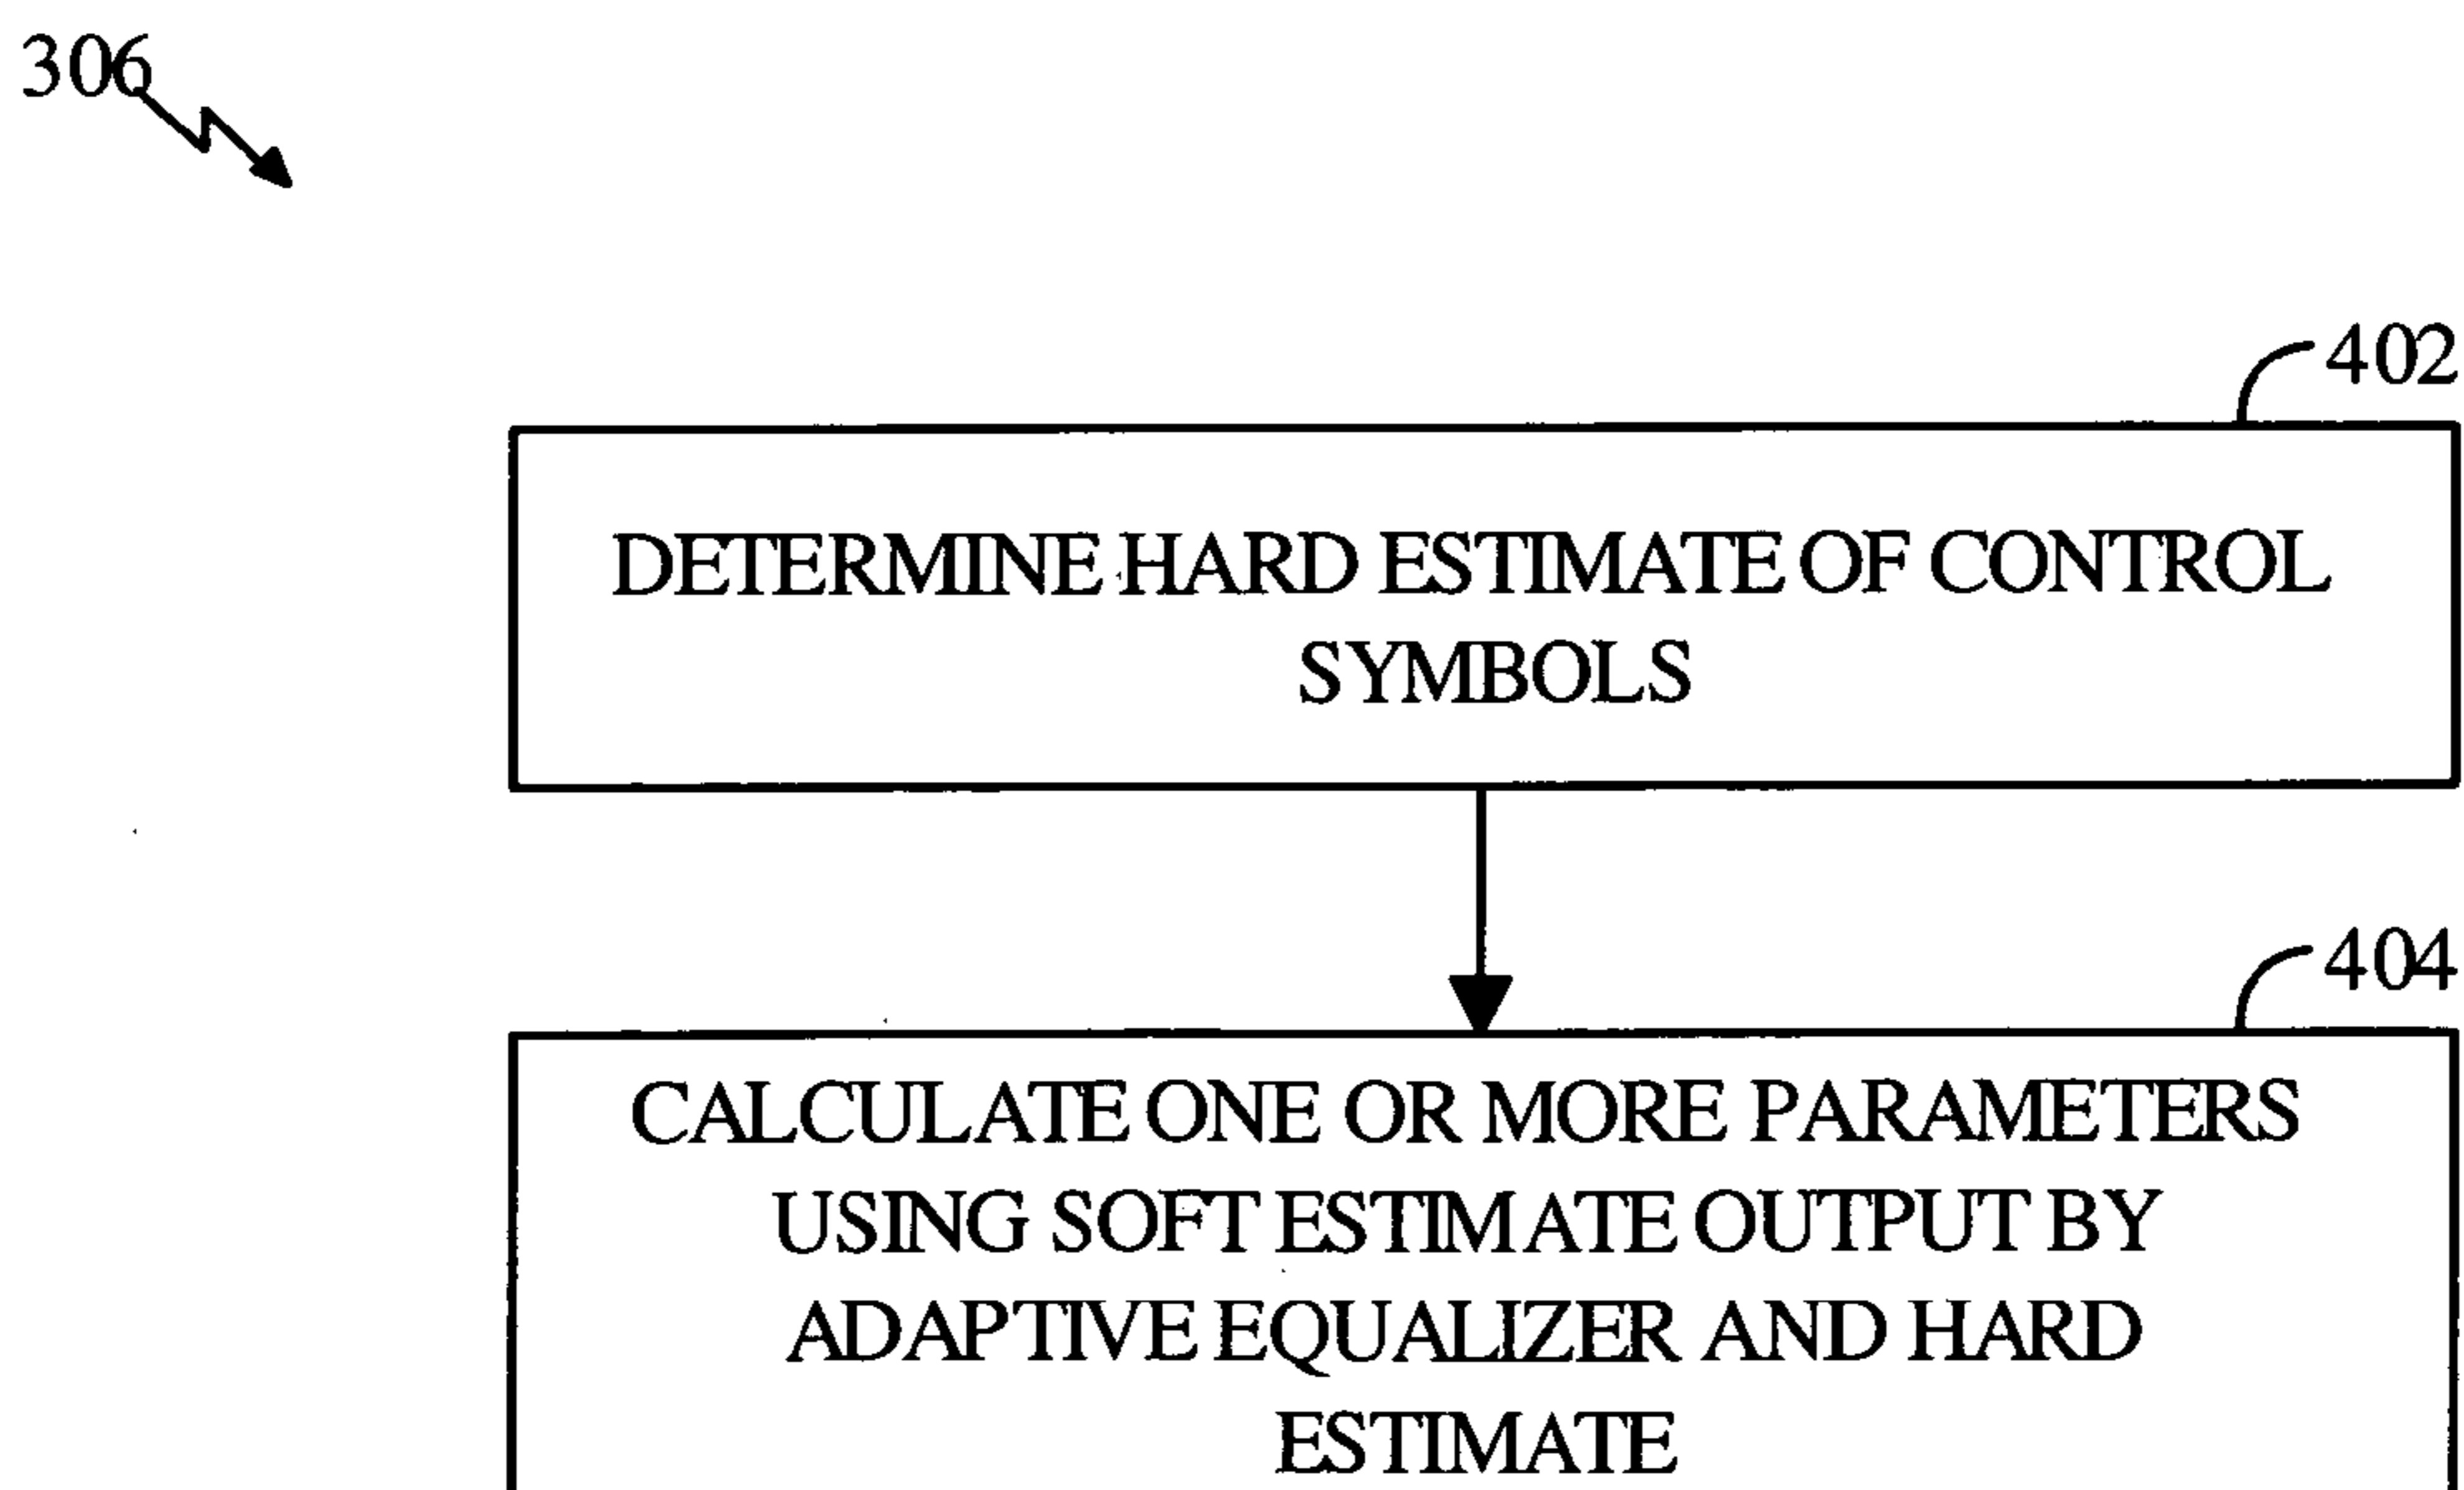 306
402
DETERMINE HARD ESTIMATE OF CONTROL
SYMBOLS
404
CALCULATE ONE OR MORE PARAMETERS
USING SOFT ESTIMATE OUTPUT BY
ADAPTIVE EQUALIZER AND HARD
ESTIMATE